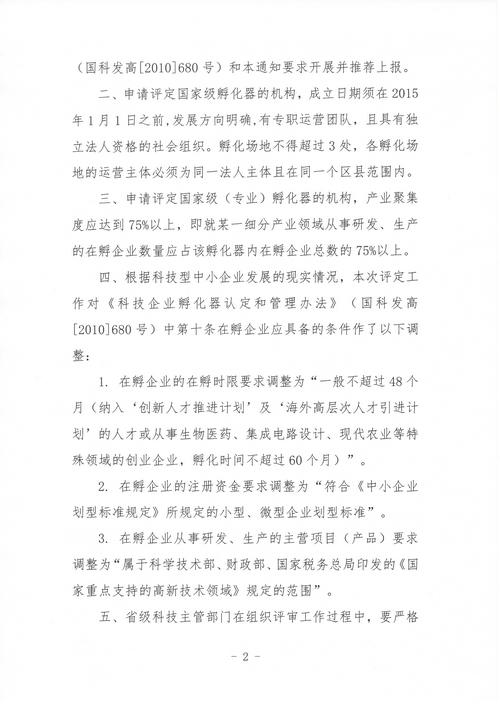 （国科发高[2010]680 号）和本通知要求开展并推荐上报。
二、申请评定国家级孵化器的机构，成立日期须在 2015
年 1 月 1 日之前,发展方向明确,有专职运营团队，且具有独
立法人资格的社会组织。孵化场地不得超过 3 处，各孵化场
地的运营主体必须为同一法人主体且在同一个区县范围内。
三、申请评定国家级（专业）孵化器的机构，产业聚集
度应达到 75%以上，即就某一细分产业领域从事研发、生产
的在孵企业数量应占该孵化器内在孵企业总数的 75%以上。
四、根据科技型中小企业发展的现实情况，本次评定工
作对《科技企业孵化器认定和管理办法》（国科发高
[2010]680 号）中第十条在孵企业应具备的条件作了以下调
整：
1. 在孵企业的在孵时限要求调整为“一般不超过 48 个
月（纳入‘创新人才推进计划’及‘海外高层次人才引进计
划’的人才或从事生物医药、集成电路设计、现代农业等特
殊领域的创业企业，孵化时间不超过 60 个月）”。
2. 在孵企业的注册资金要求调整为“符合《中小企业
划型标准规定》所规定的小型、微型企业划型标准”。
3. 在孵企业从事研发、生产的主营项目（产品）要求
调整为“属于科学技术部、财政部、国家税务总局印发的《国
家重点支持的高新技术领域》规定的范围”。
五、省级科技主管部门在组织评审工作过程中，要严格
- 2 -